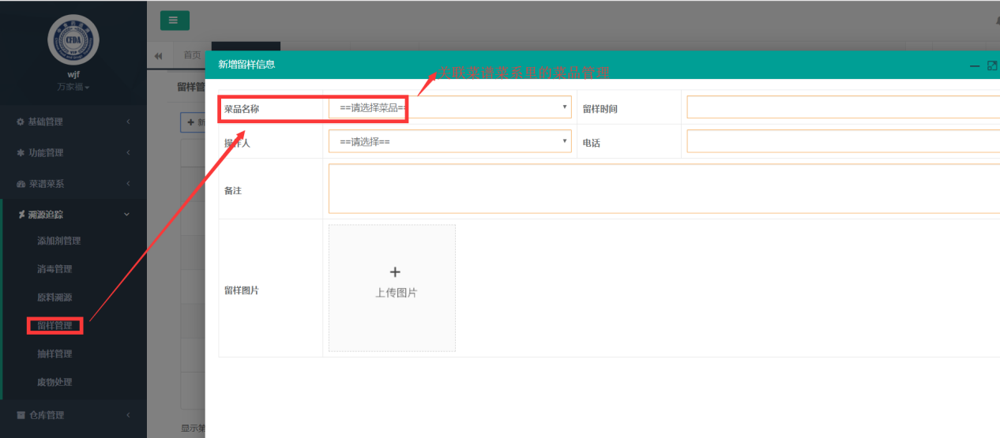 CFDA
wjf
万家福
基础管理
功能管理
菜谱菜系
溯源追踪
添加剂管理
消毒管理
原料溯源
留样管理
抽样管理
废物处理
仓库管理
首页
留样管
+ 新
显示第
新增留样信息
关联菜谱菜系里的菜品管理
菜品名称
==请选择菜品==
留样时间
操作人
==请选择==
电话
备注
留样图片
+
上传图片